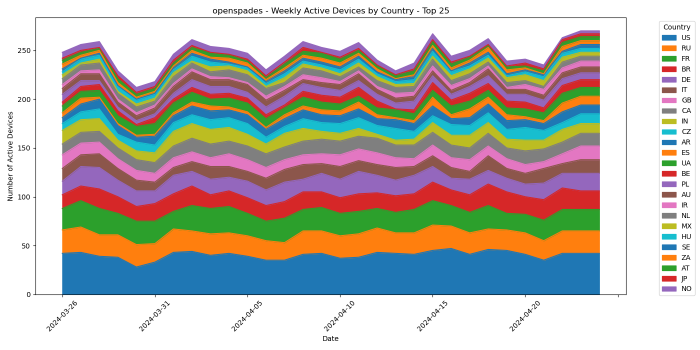 openspades - Weekly Active Devices by Country - Top 25
Number of Active Devices
250
200
150
100
50
0
2024-03-26
2024-03-31
2024-04-05
2024-04-10
2024-04-15
2024-04-20
Date
Country
US
RU
FR
BR
DE
IT
GB
CA
IN
CZ
AR
ES
UA
BE
PL
AU
IR
NL
MX
HU
SE
ZA
AT
JP
NO